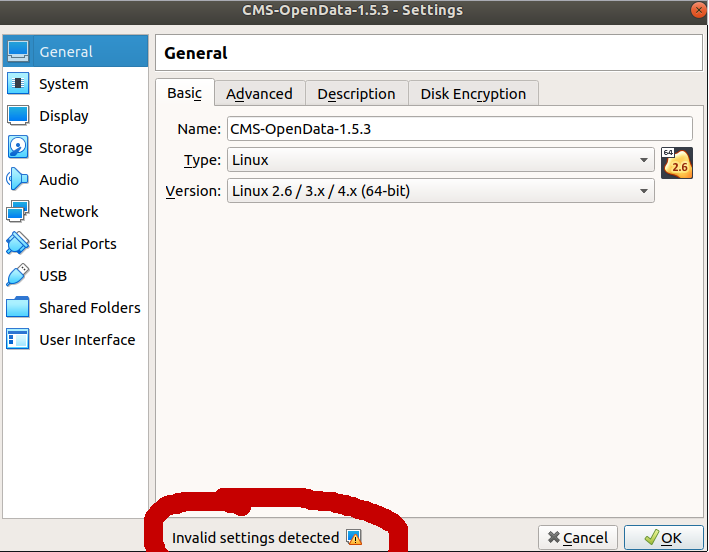 CMS-OpenData-1.5.3 - Settings
General
System
Display
Storage
Audio
Network
Serial Ports
USB
Shared Folders
User Interface
General
Basic Advanced Description Disk Encryption
Name: CMS-OpenData-1.5.3
Type: Linux
64
2.6
Version: Linux 2.6 / 3.x / 4.x (64-bit)
Invalid settings detected
Cancel OK